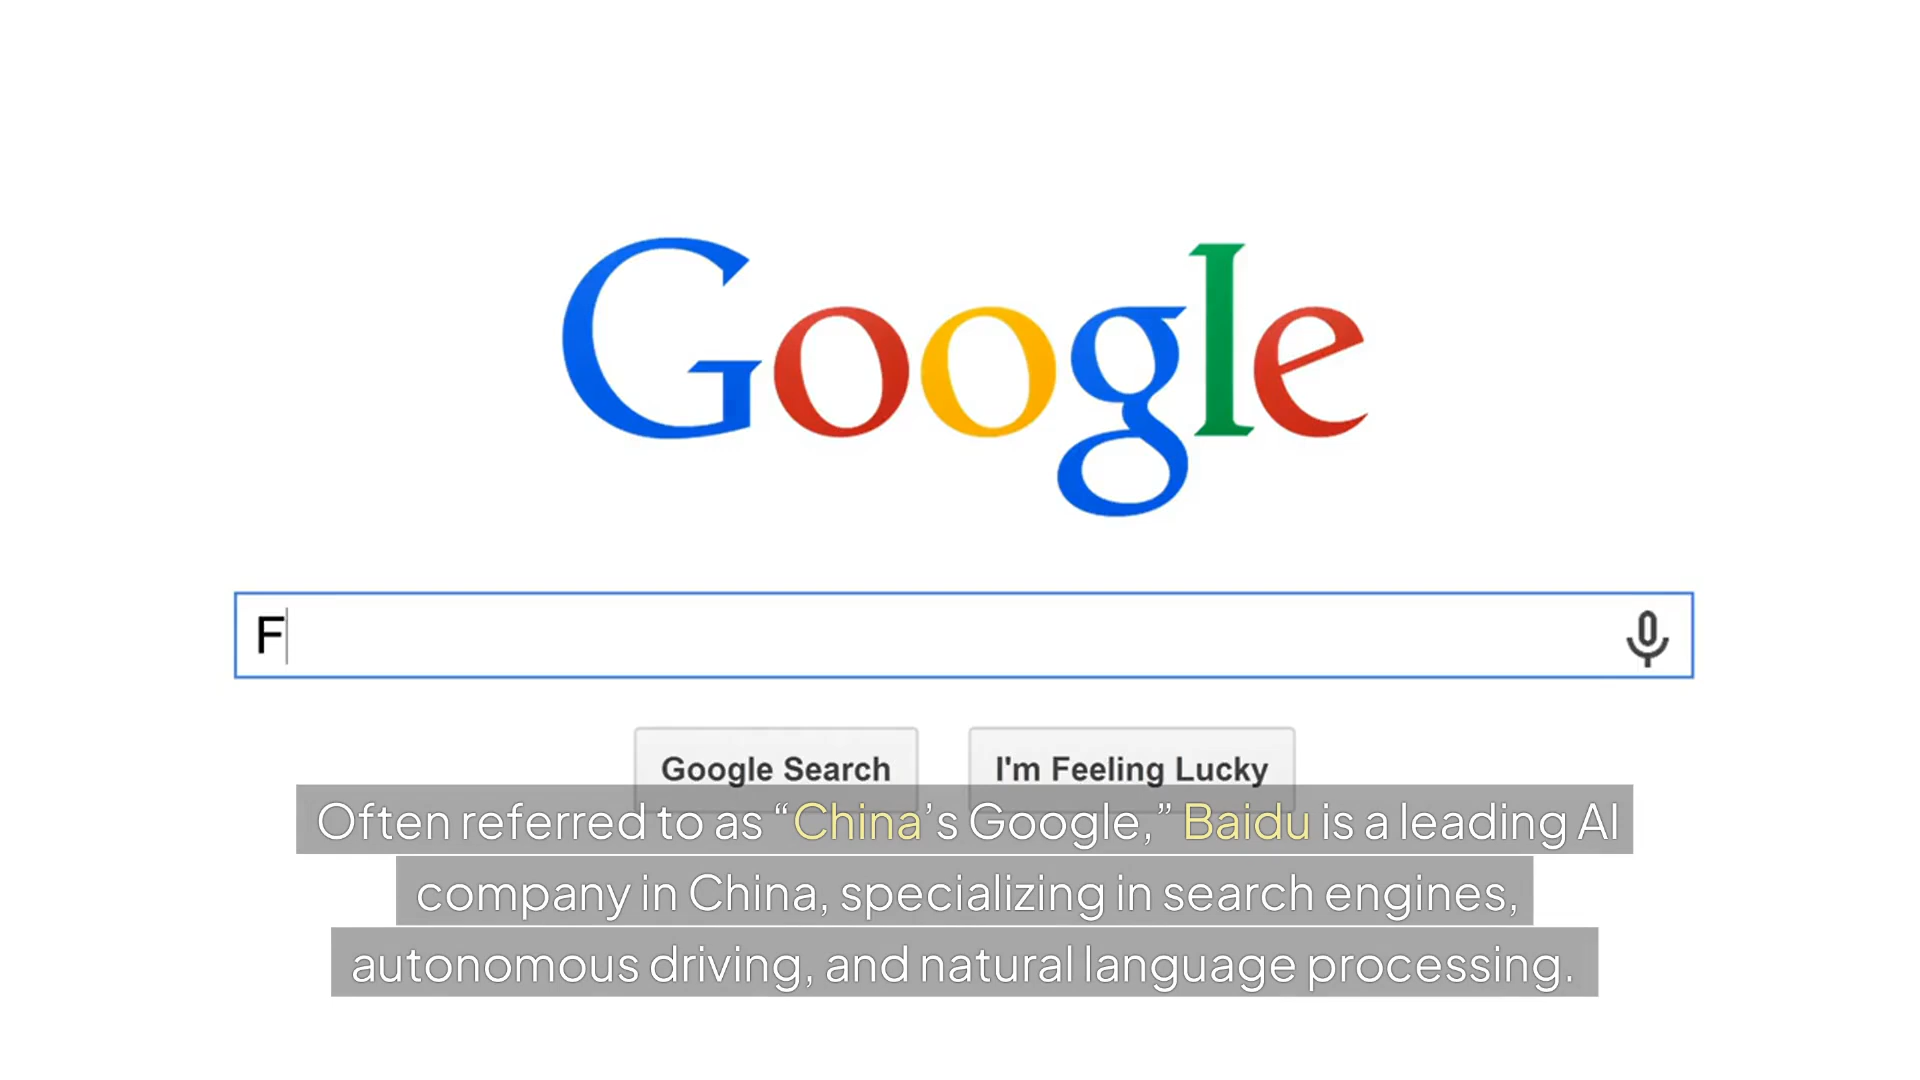 Google
F
Google Search
I'm Feeling Lucky
Often referred to as “China’s Google,” Baidu is a leading AI
company in China, specializing in search engines,
autonomous driving, and natural language processing.